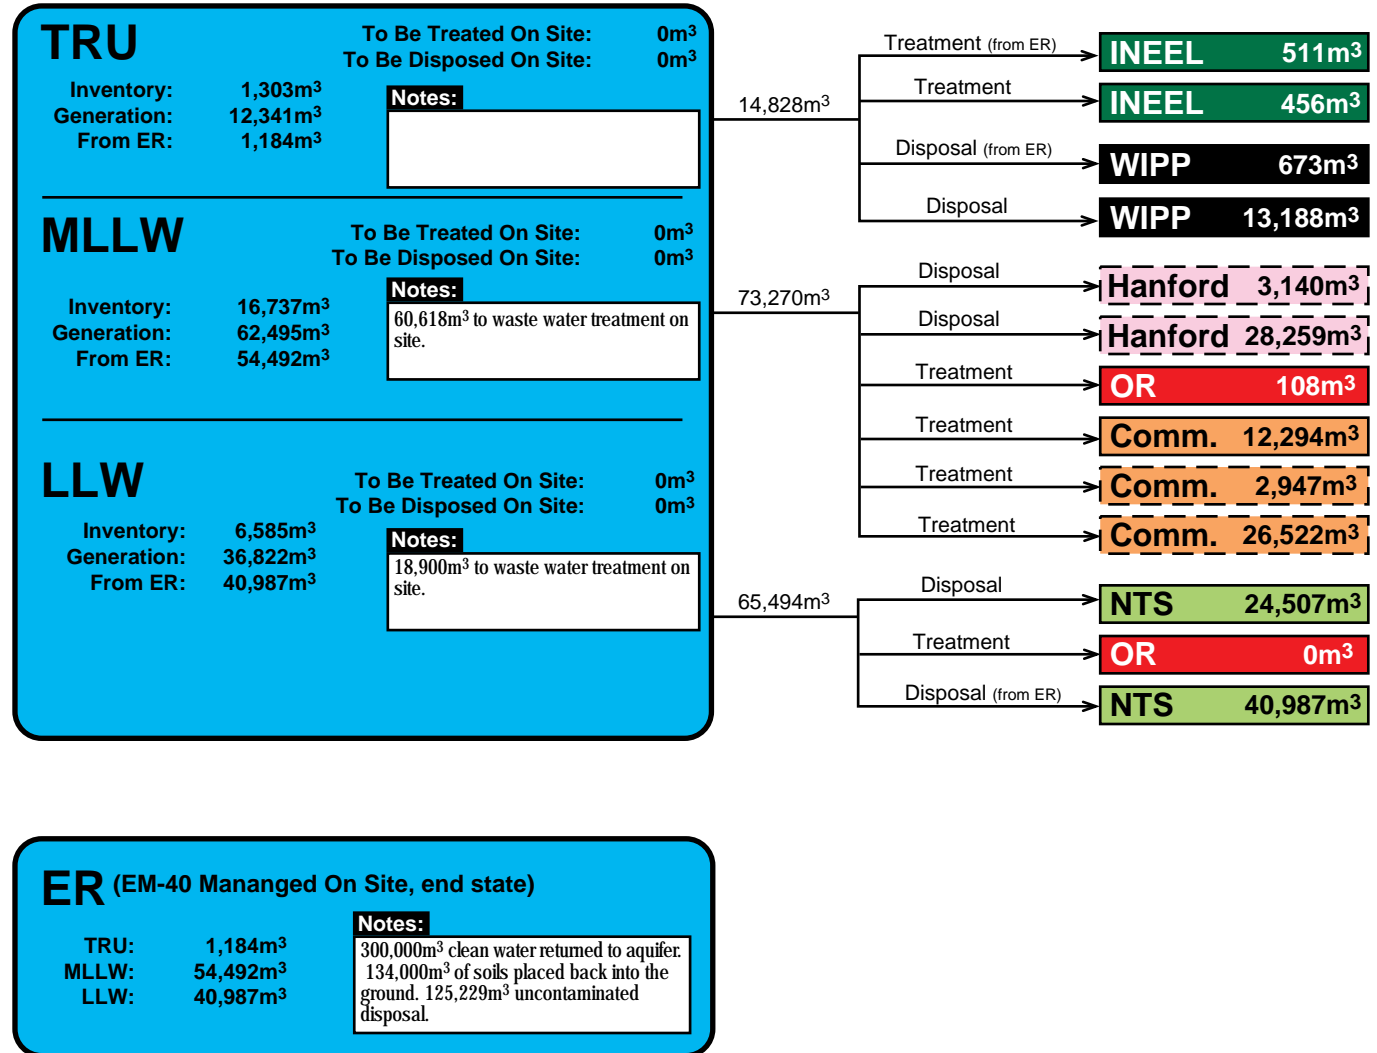 TRU
To Be Treated On Site: 0m³
To Be Disposed On Site: 0m³
Inventory: 1,303m³
Generation: 12,341m³
From ER: 1,184m³
Notes:
14,828m³
Treatment (from ER)
INEEL 511m³
Treatment
INEEL 456m³
Disposal (from ER)
WIPP 673m³
Disposal
WIPP 13,188m³
MLLW
To Be Treated On Site: 0m³
To Be Disposed On Site: 0m³
Inventory: 16,737m³
Generation: 62,495m³
From ER: 54,492m³
Notes:
60,618m³ to waste water treatment on
site.
73,270m³
Disposal
Hanford 3,140m³
Disposal
Hanford 28,259m³
Treatment
OR 108m³
Treatment
Comm. 12,294m³
Treatment
Comm. 2,947m³
Treatment
Comm. 26,522m³
LLW
To Be Treated On Site: 0m³
To Be Disposed On Site: 0m³
Inventory: 6,585m³
Generation: 36,822m³
From ER: 40,987m³
Notes:
18,900m³ to waste water treatment on
site.
65,494m³
Disposal
NTS 24,507m³
Treatment
OR 0m³
Disposal (from ER)
NTS 40,987m³
ER (EM-40 Mananged On Site, end state)
TRU: 1,184m³
MLLW: 54,492m³
LLW: 40,987m³
Notes:
300,000m³ clean water returned to aquifer.
134,000m³ of soils placed back into the
ground. 125,229m³ uncontaminated
disposal.